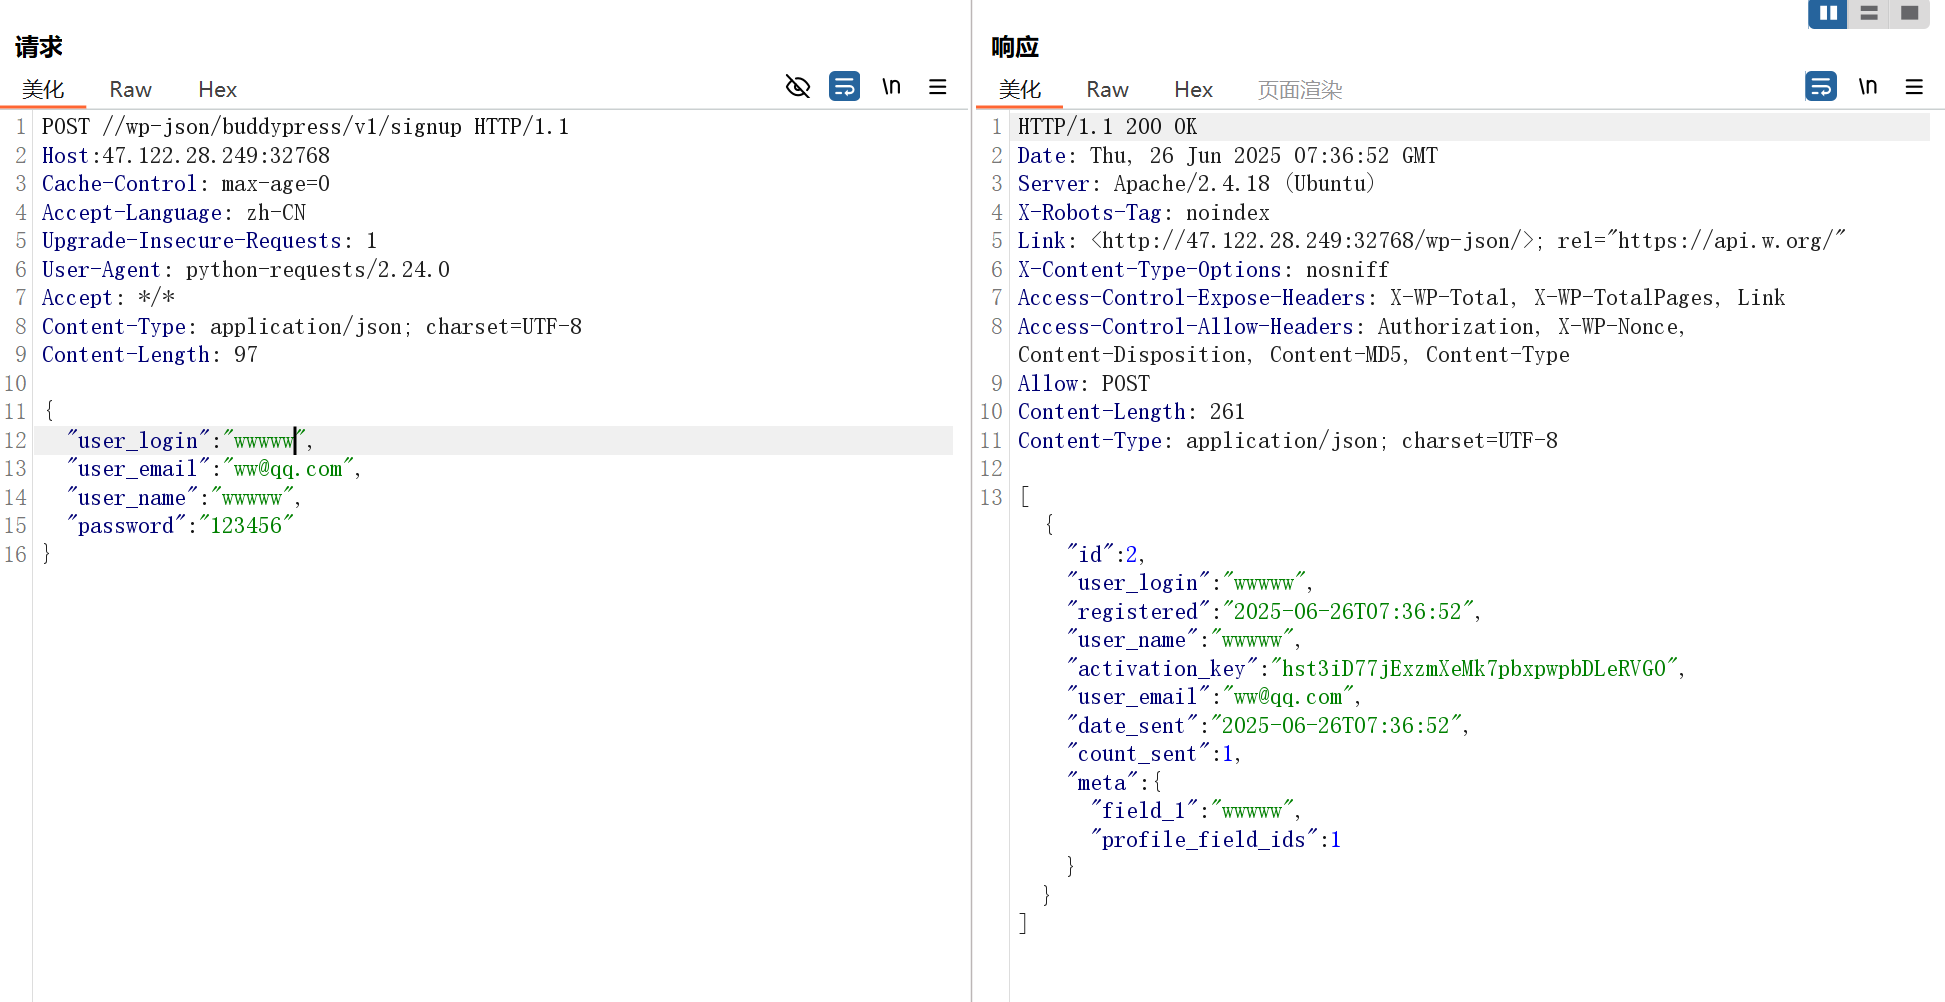 请求
美化 Raw Hex \n
1 POST //wp-json/buddypress/v1/signup HTTP/1.1
2 Host:47.122.28.249:32768
3 Cache-Control: max-age=0
4 Accept-Language: zh-CN
5 Upgrade-Insecure-Requests: 1
6 User-Agent: python-requests/2.24.0
7 Accept: */*
8 Content-Type: application/json; charset=UTF-8
9 Content-Length: 97
10
11 {
12 "user_login":"wwwww",
13 "user_email":"ww@qq.com",
14 "user_name":"wwwww",
15 "password":"123456"
16 }
响应
美化 Raw Hex 页面渲染 \n
1 HTTP/1.1 200 OK
2 Date: Thu, 26 Jun 2025 07:36:52 GMT
3 Server: Apache/2.4.18 (Ubuntu)
4 X-Robots-Tag: noindex
5 Link: <http://47.122.28.249:32768/wp-json/>; rel="https://api.w.org/"
6 X-Content-Type-Options: nosniff
7 Access-Control-Expose-Headers: X-WP-Total, X-WP-TotalPages, Link
8 Access-Control-Allow-Headers: Authorization, X-WP-Nonce,
Content-Disposition, Content-MD5, Content-Type
9 Allow: POST
10 Content-Length: 261
11 Content-Type: application/json; charset=UTF-8
12
13 [
{
"id":2,
"user_login":"wwwww",
"registered":"2025-06-26T07:36:52",
"user_name":"wwwww",
"activation_key":"hst3iD77jExzmXeMk7pbxpwpbDLeRVG0",
"user_email":"ww@qq.com",
"date_sent":"2025-06-26T07:36:52",
"count_sent":1,
"meta":{
"field_1":"wwwww",
"profile_field_ids":1
}
}
]